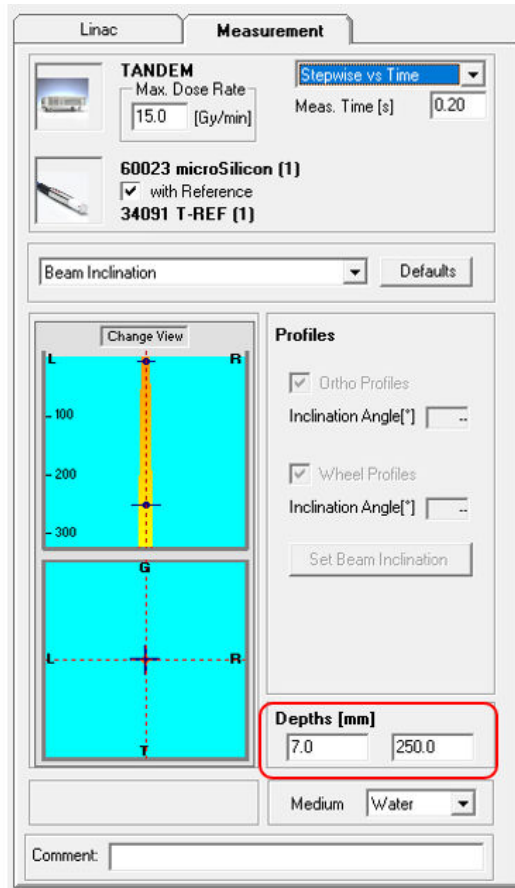 Linac
Measurement
TANDEM
Max. Dose Rate
15.0 [Gy/min]
Stepwise vs Time
Meas. Time [s] 0.20
60023 microSilicon (1)
with Reference
34091 T-REF (1)
Beam Inclination
Defaults
Change View
L R
- 100
- 200
- 300
G
L R
T
Profiles
Ortho Profiles
Inclination Angle[°] --
Wheel Profiles
Inclination Angle[°] --
Set Beam Inclination
Depths [mm]
7.0 250.0
Medium Water
Comment: